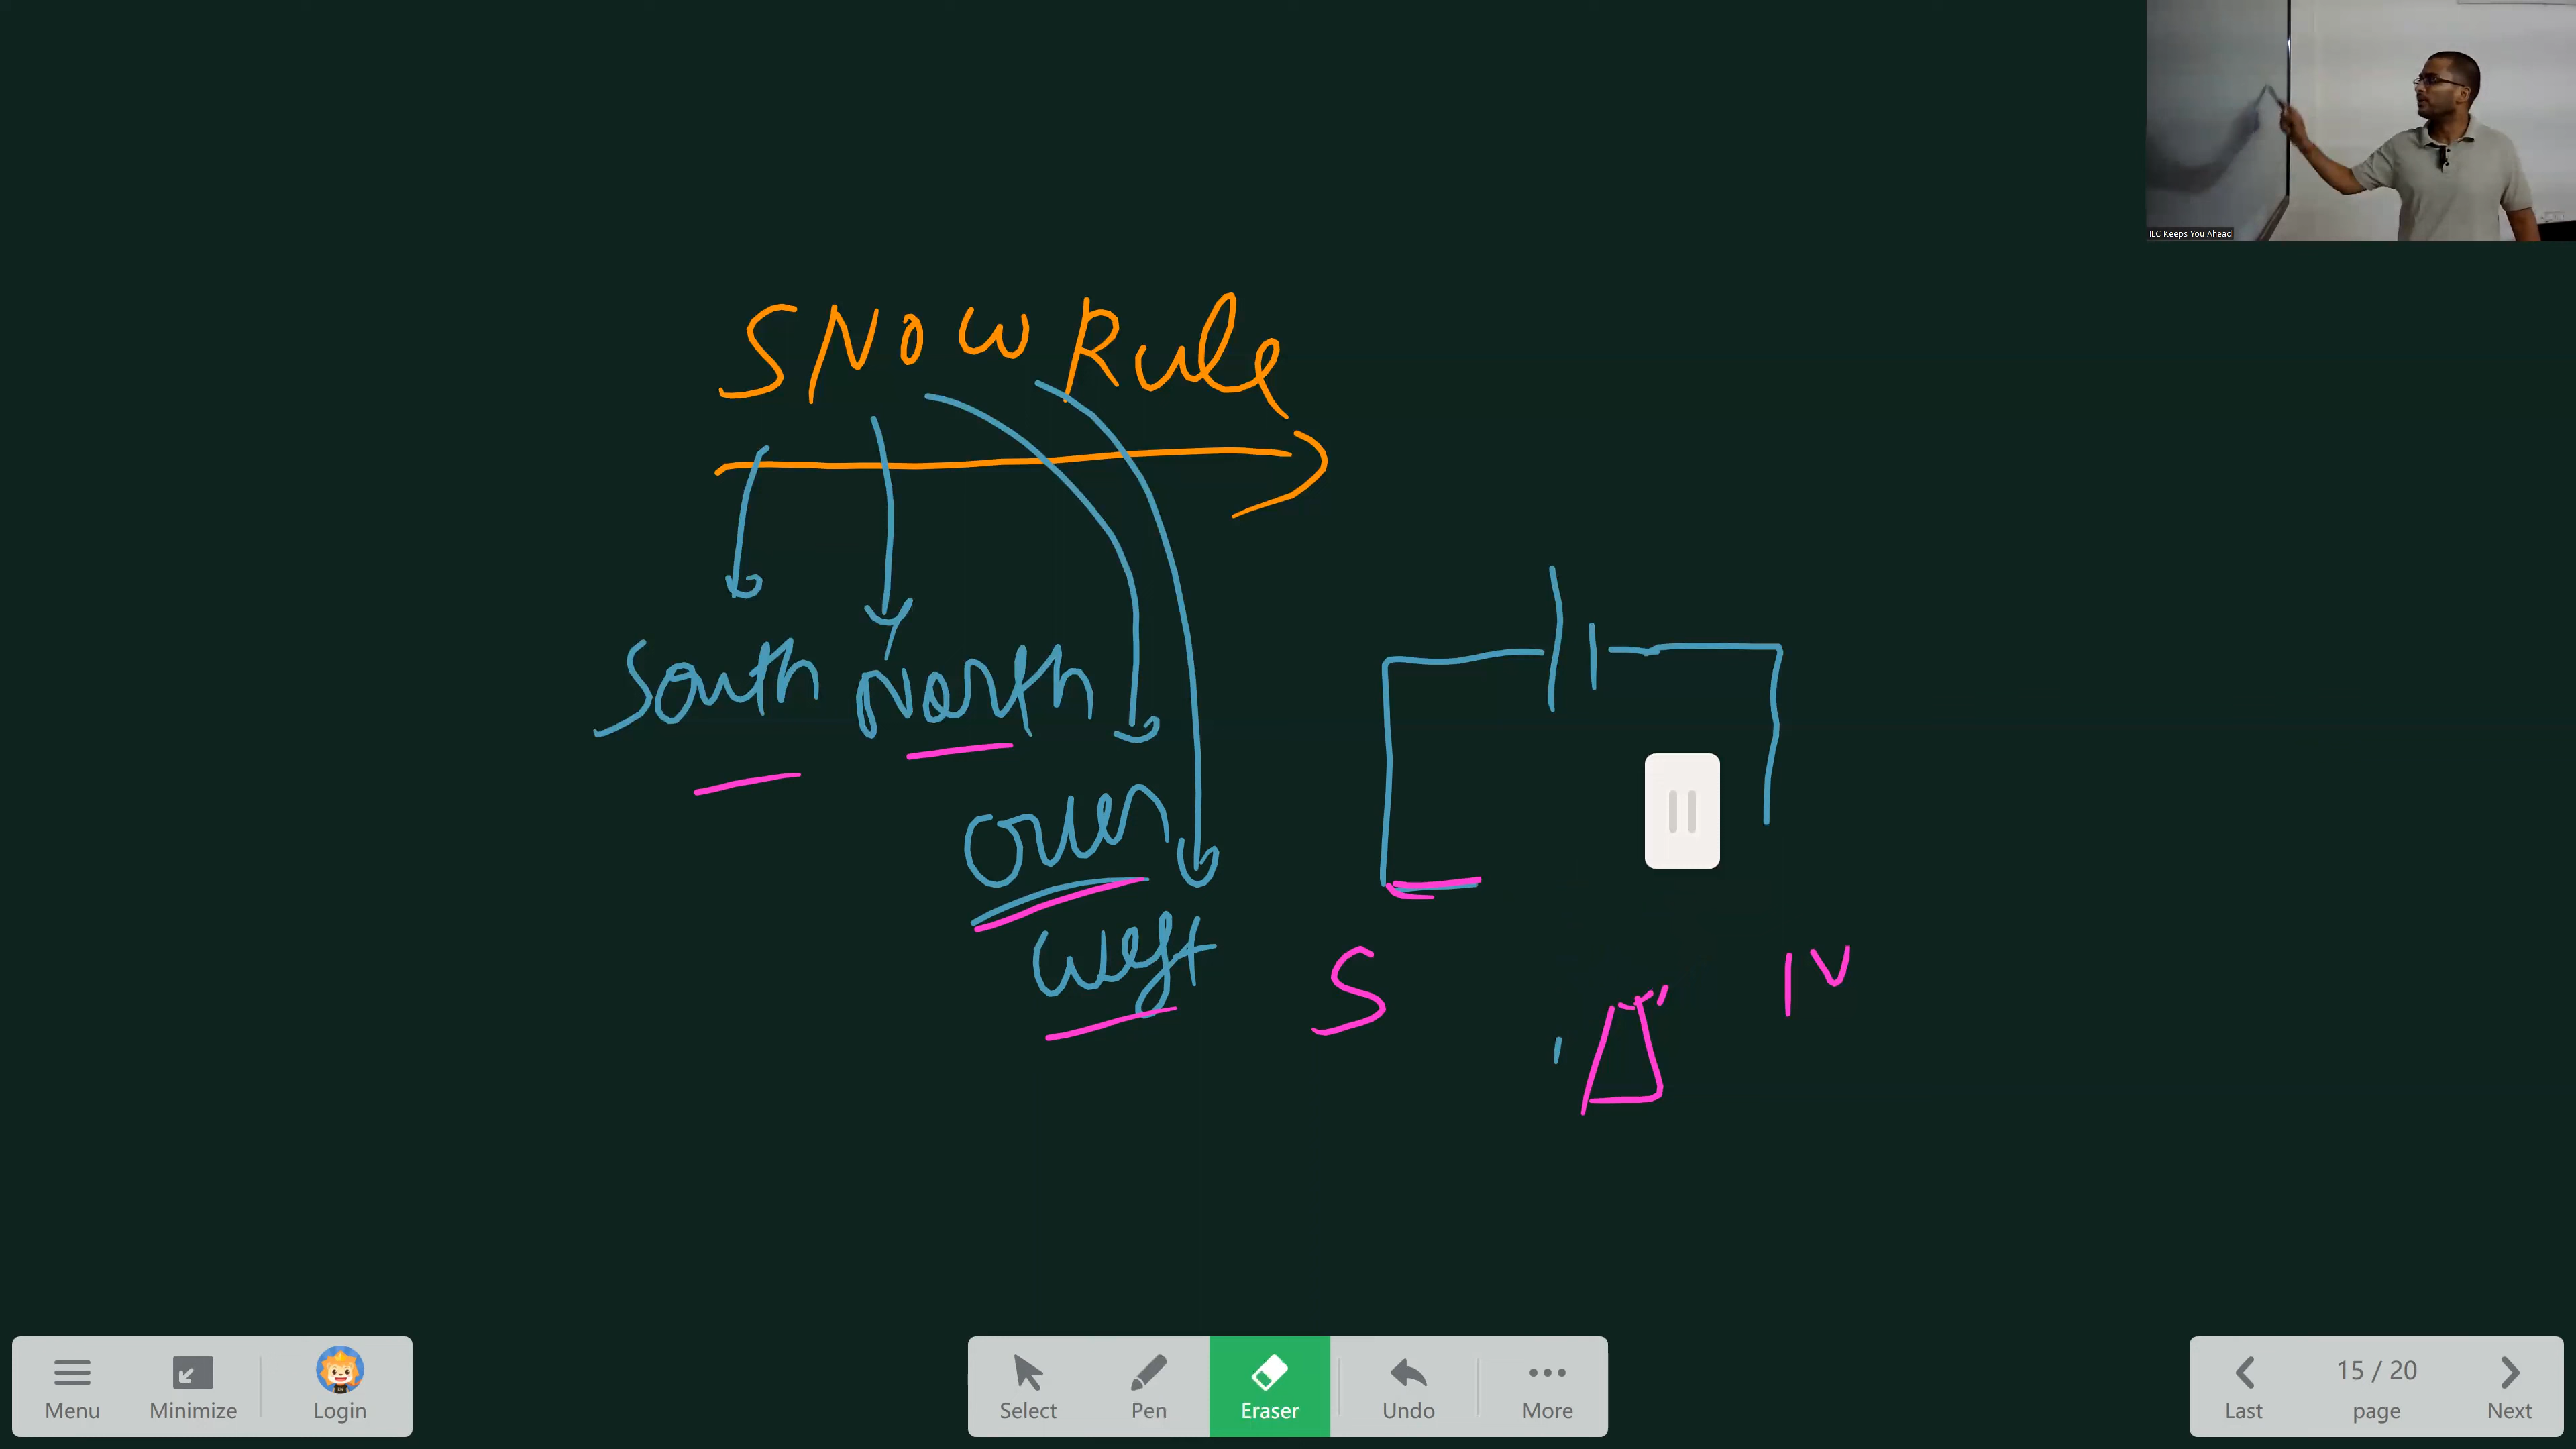 ILC Keeps You Ahead
SNOW Rule
South North
Over
West
S N
Menu Minimize Login Select Pen Eraser Undo More Last 15 / 20 page Next